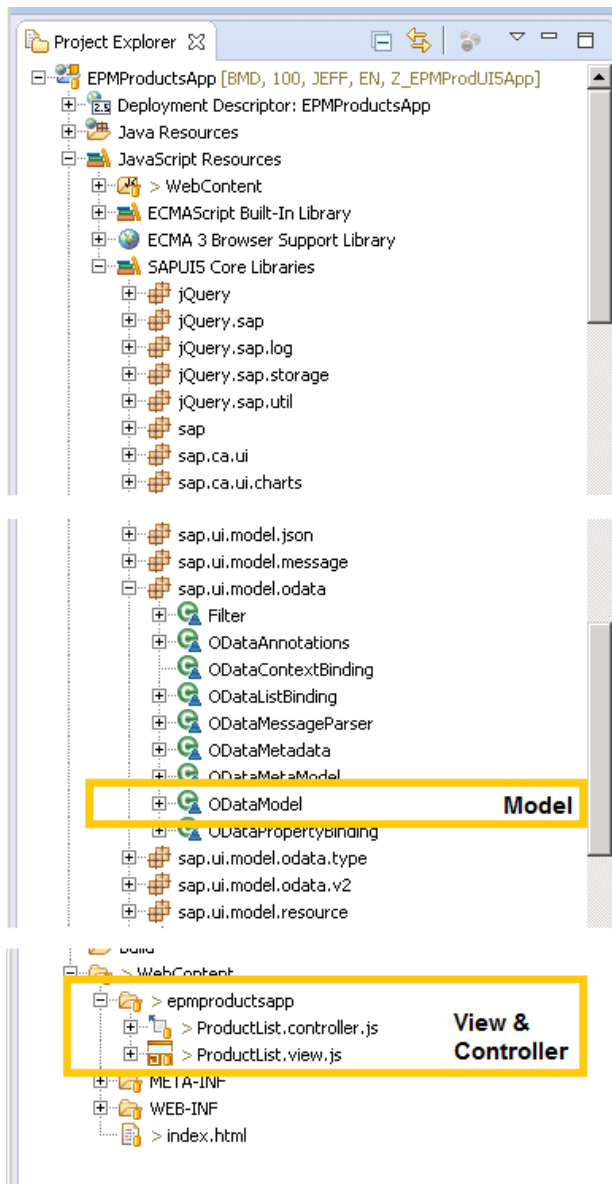 Project Explorer
EPMProductsApp [BMD, 100, JEFF, EN, Z_EPMProdUI5App]
2.5 Deployment Descriptor: EPMProductsApp
Java Resources
JavaScript Resources
> WebContent
ECMAScript Built-In Library
ECMA 3 Browser Support Library
SAPUI5 Core Libraries
jQuery
jQuery.sap
jQuery.sap.log
jQuery.sap.storage
jQuery.sap.util
sap
sap.ca.ui
sap.ca.ui.charts
sap.ui.model.json
sap.ui.model.message
sap.ui.model.odata
Filter
ODataAnnotations
ODataContextBinding
ODataListBinding
ODataMessageParser
ODataMetadata
ODataMetaModel
ODataModel Model
ODataPropertyBinding
sap.ui.model.odata.type
sap.ui.model.odata.v2
sap.ui.model.resource
build
> WebContent
> epmproductsapp
> ProductList.controller.js View &
> ProductList.view.js Controller
META-INF
WEB-INF
> index.html